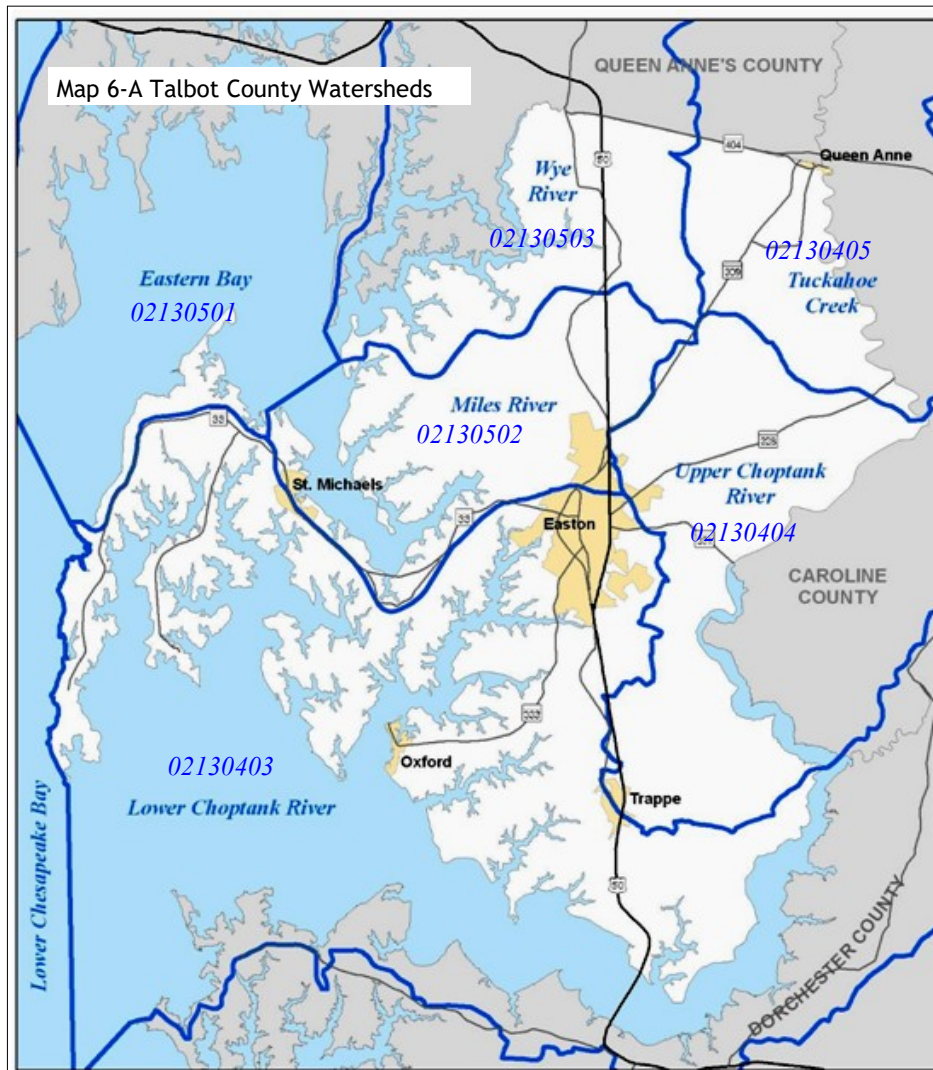 Map 6-A Talbot County Watersheds
QUEEN ANNE'S COUNTY
404
Queen Anne
50
Wye
River
02130503
02130405
Tuckahoe
Creek
309
Eastern Bay
02130501
Miles River
02130502
33
328
Upper Choptank
River
02130404
St. Michaels
33
Easton
CAROLINE
COUNTY
333
Oxford
02130403
Lower Choptank River
Trappe
50
Lower Chesapeake Bay
DORCHESTER COUNTY